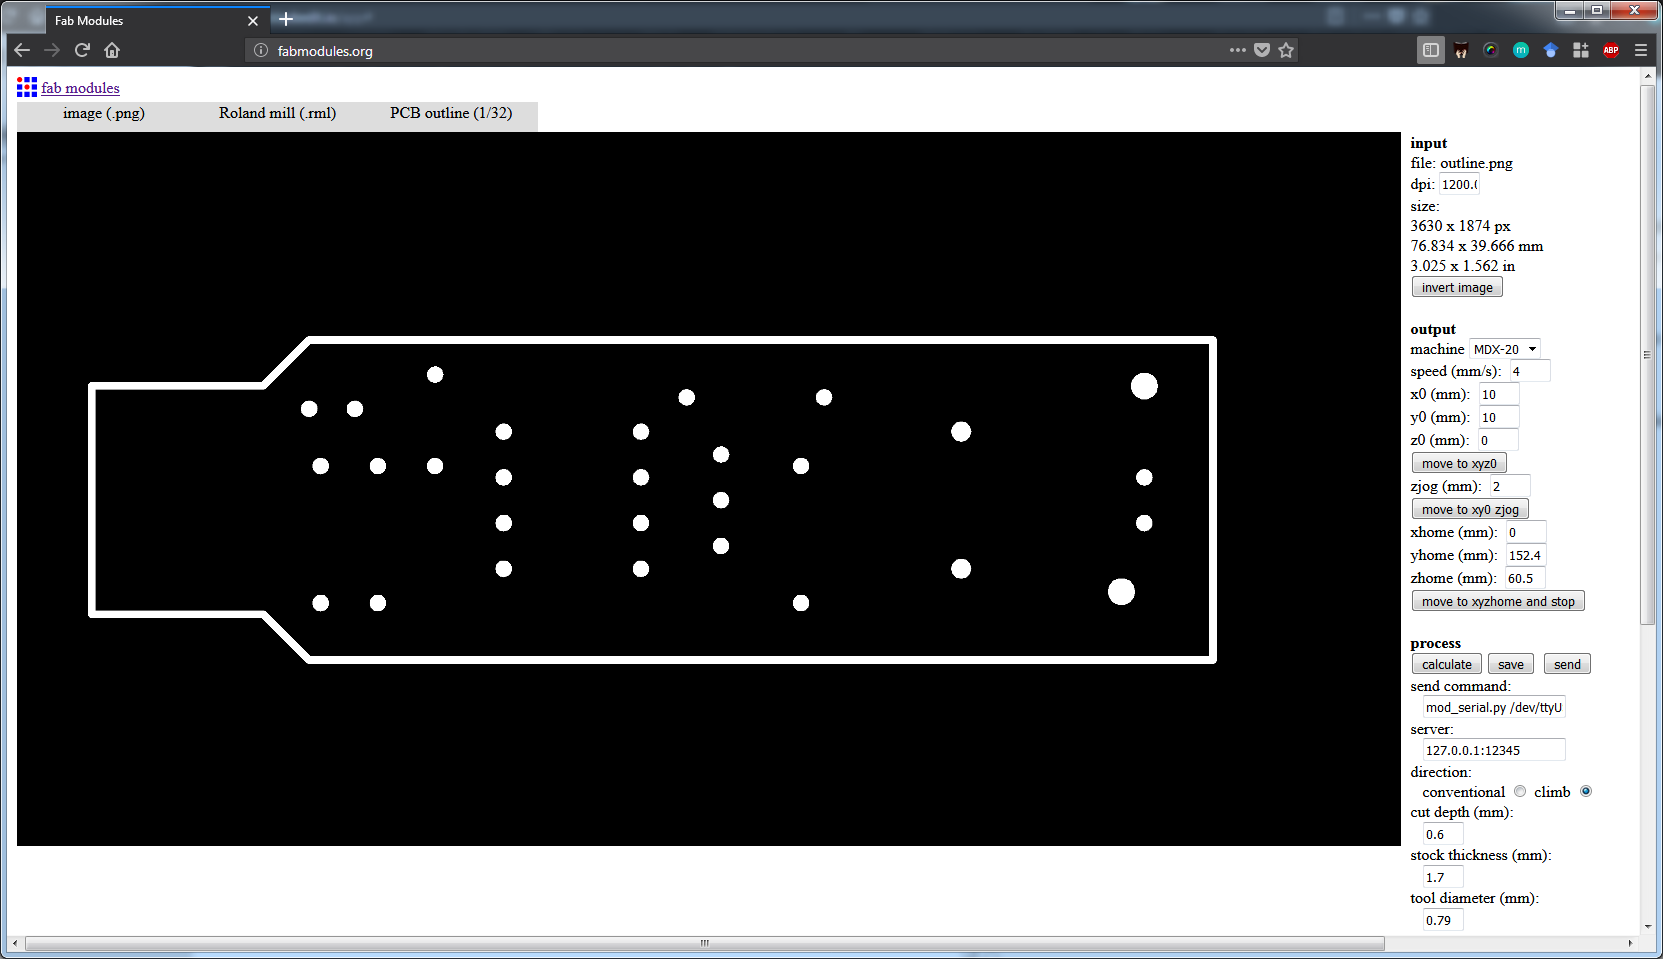 Fab Modules
fabmodules.org
ABP
fab modules
image (.png) Roland mill (.rml) PCB outline (1/32)
input
file: outline.png
dpi: 1200.
size:
3630 x 1874 px
76.834 x 39.666 mm
3.025 x 1.562 in
invert image
output
machine MDX-20
speed (mm/s): 4
x0 (mm): 10
y0 (mm): 10
z0 (mm): 0
move to xyz0
zjog (mm): 2
move to xy0 zjog
xhome (mm): 0
yhome (mm): 152.4
zhome (mm): 60.5
move to xyzhome and stop
process
calculate save send
send command:
mod_serial.py /dev/ttyU
server:
127.0.0.1:12345
direction:
conventional climb
cut depth (mm):
0.6
stock thickness (mm):
1.7
tool diameter (mm):
0.79